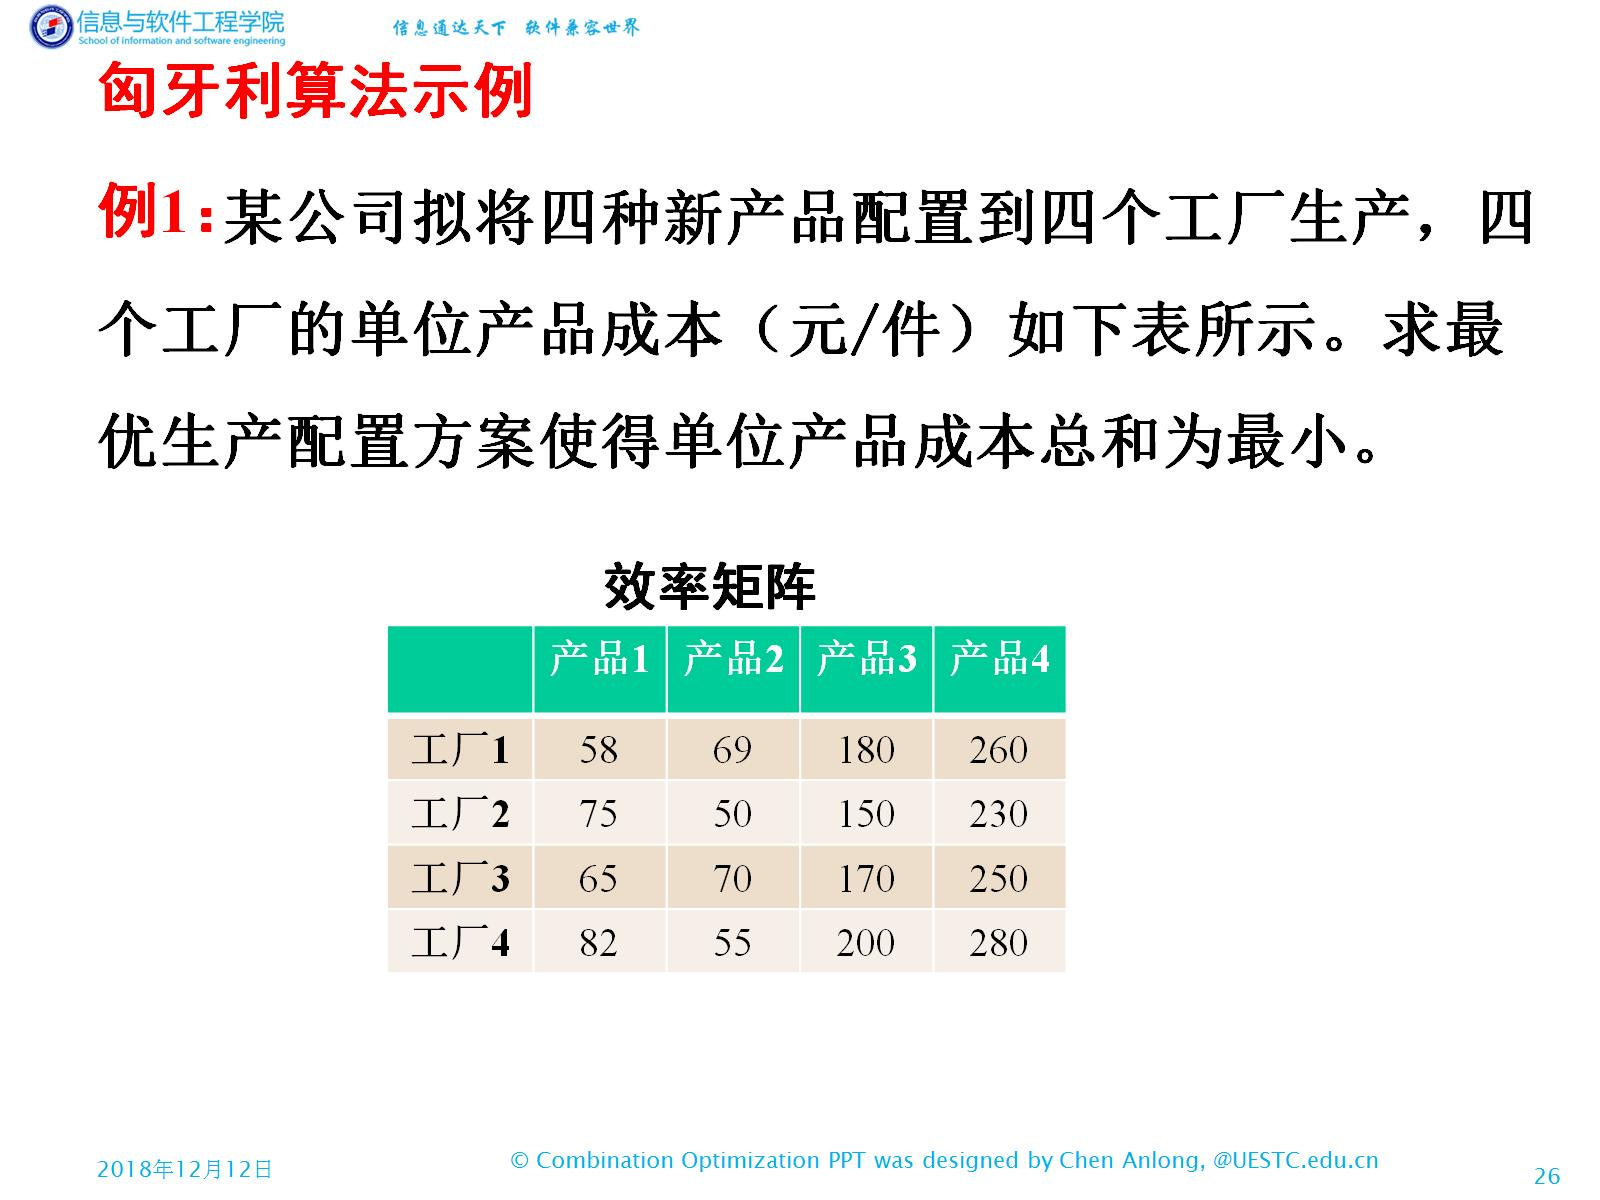 信息与软件工程学院
School of information and software engineering
信息通达天下 软件兼容世界
匈牙利算法示例
例1:某公司拟将四种新产品配置到四个工厂生产，四
个工厂的单位产品成本（元/件）如下表所示。求最
优生产配置方案使得单位产品成本总和为最小。
效率矩阵
产品1 产品2 产品3 产品4
工厂1 58 69 180 260
工厂2 75 50 150 230
工厂3 65 70 170 250
工厂4 82 55 200 280
2018年12月12日
© Combination Optimization PPT was designed by Chen Anlong, @UESTC.edu.cn
26